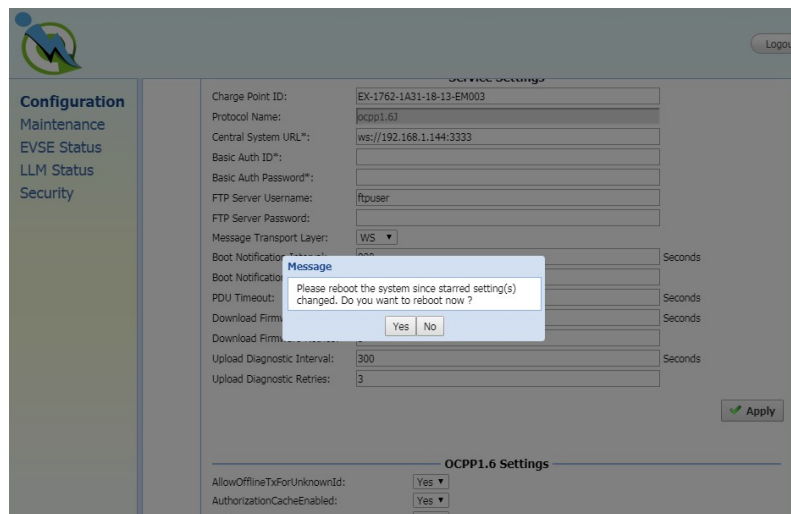 Logou
Configuration
Maintenance
EVSE Status
LLM Status
Security
Service Settings
Charge Point ID: EX-1762-1A31-18-13-EM003
Protocol Name: ocpp1.6J
Central System URL*: ws://192.168.1.144:3333
Basic Auth ID*:
Basic Auth Password*:
FTP Server Username: ftpuser
FTP Server Password:
Message Transport Layer: WS
Boot Notification Seconds
Boot Notification
PDU Timeout: Seconds
Download Firmw Seconds
Download
Message
Please reboot the system since starred setting(s)
changed. Do you want to reboot now ?
Yes No
Upload Diagnostic Interval: 300 Seconds
Upload Diagnostic Retries: 3
Apply
OCPP1.6 Settings
AllowOfflineTxForUnknownId: Yes
AuthorizationCacheEnabled: Yes